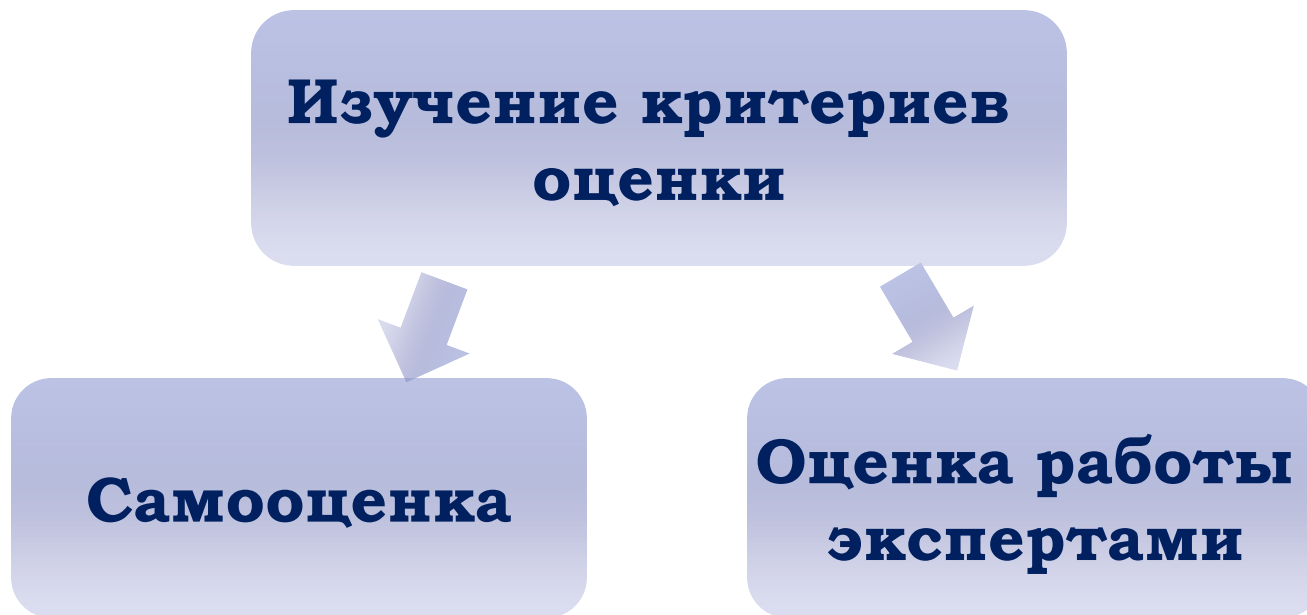 Изучение критериев
оценки
Самооценка
Оценка работы
экспертами